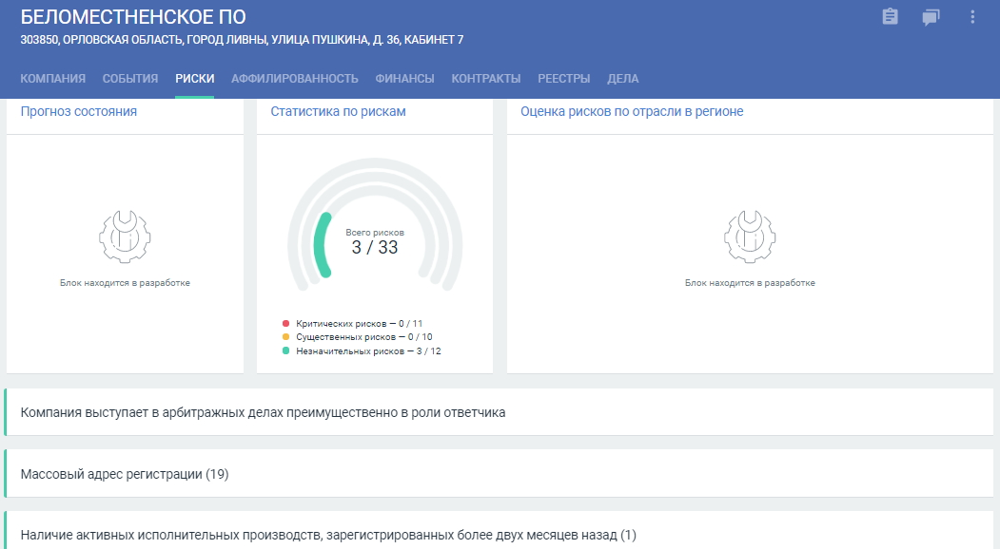 БЕЛОМЕСТНЕНСКОЕ ПО
303850, ОРЛОВСКАЯ ОБЛАСТЬ, ГОРОД ЛИВНЫ, УЛИЦА ПУШКИНА, Д. 36, КАБИНЕТ 7
КОМПАНИЯ СОБЫТИЯ РИСКИ АФФИЛИРОВАННОСТЬ ФИНАНСЫ КОНТРАКТЫ РЕЕСТРЫ ДЕЛА
Прогноз состояния
Блок находится в разработке
Статистика по рискам
Всего рисков
3 / 33
Критических рисков — 0 / 11
Существенных рисков — 0 / 10
Незначительных рисков — 3 / 12
Оценка рисков по отрасли в регионе
Блок находится в разработке
Компания выступает в арбитражных делах преимущественно в роли ответчика
Массовый адрес регистрации (19)
Наличие активных исполнительных производств, зарегистрированных более двух месяцев назад (1)